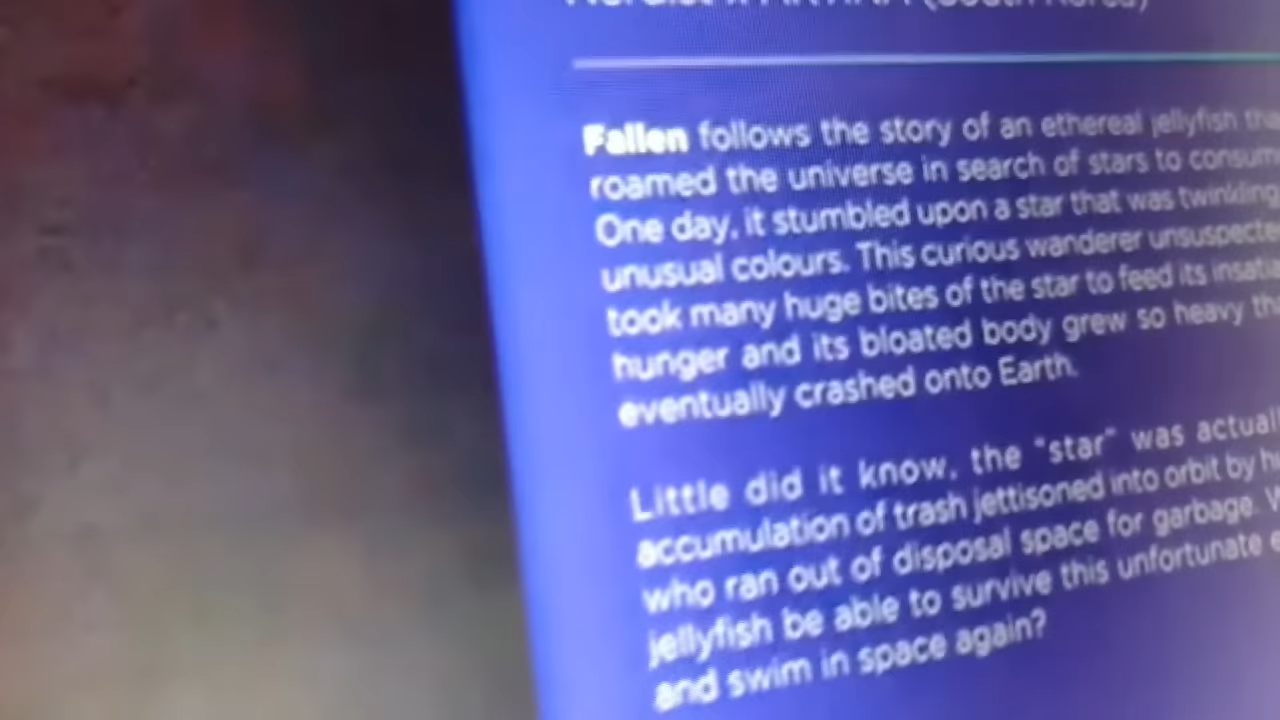 (South Korea)
Fallen follows the story of an ethereal jellyfish
roamed the universe in search of stars to
One day, it stumbled upon a star that was twinkling
unusual colours. This curious wanderer
took many huge bites of the star to feed its
hunger and its bloated body grew so heavy
eventually crashed onto Earth.
Little did it know, the "star" was
accumulation of trash jettisoned into orbit by
who ran out of disposal space for garbage.
jellyfish be able to survive this unfortunate
and swim in space again?